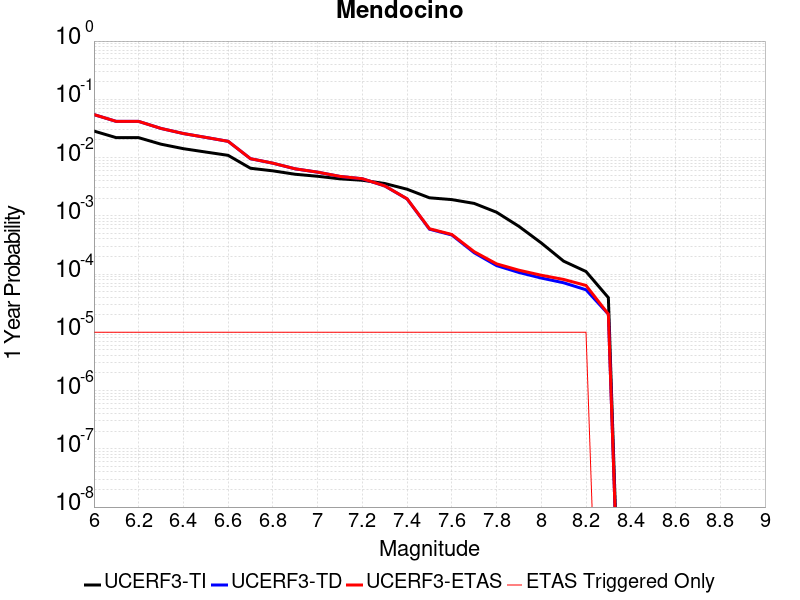 Mendocino
10^0
10^-1
10^-2
10^-3
10^-4
10^-5
10^-6
10^-7
10^-8
1 Year Probability
6 6.2 6.4 6.6 6.8 7 7.2 7.4 7.6 7.8 8 8.2 8.4 8.6 8.8 9
Magnitude
UCERF3-TI UCERF3-TD UCERF3-ETAS ETAS Triggered Only